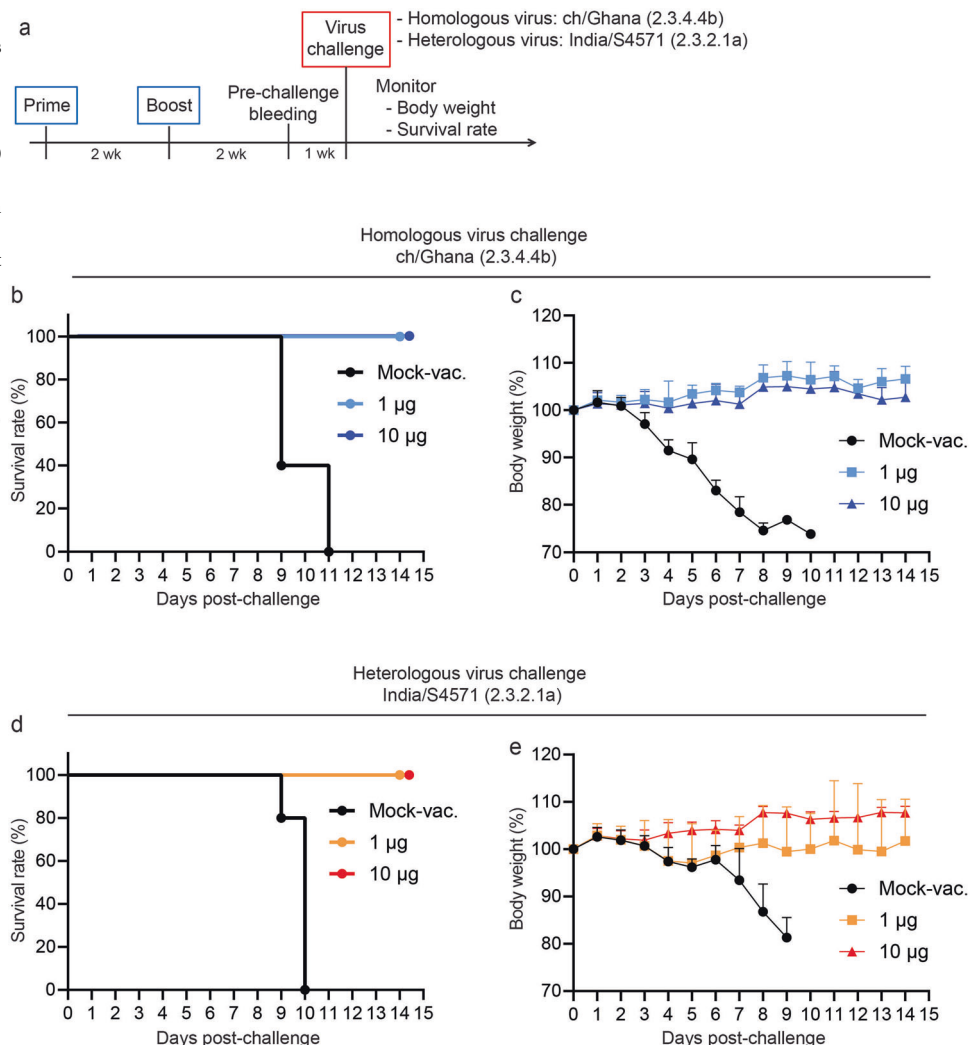 a
Virus
challenge
- Homologous virus: ch/Ghana (2.3.4.4b)
- Heterologous virus: India/S4571 (2.3.2.1a)
Prime
Boost
Pre-challenge
bleeding
Monitor
- Body weight
- Survival rate
2 wk
2 wk
1 wk
Homologous virus challenge
ch/Ghana (2.3.4.4b)
b
Survival rate (%)
100
80
60
40
20
0
0 1 2 3 4 5 6 7 8 9 10 11 12 13 14 15
Days post-challenge
Mock-vac.
1 µg
10 µg
c
Body weight (%)
120
110
100
90
80
70
0 1 2 3 4 5 6 7 8 9 10 11 12 13 14 15
Days post-challenge
Mock-vac.
1 µg
10 µg
Heterologous virus challenge
India/S4571 (2.3.2.1a)
d
Survival rate (%)
100
80
60
40
20
0
0 1 2 3 4 5 6 7 8 9 10 11 12 13 14 15
Days post-challenge
Mock-vac.
1 µg
10 µg
e
Body weight (%)
120
110
100
90
80
70
0 1 2 3 4 5 6 7 8 9 10 11 12 13 14 15
Days post-challenge
Mock-vac.
1 µg
10 µg